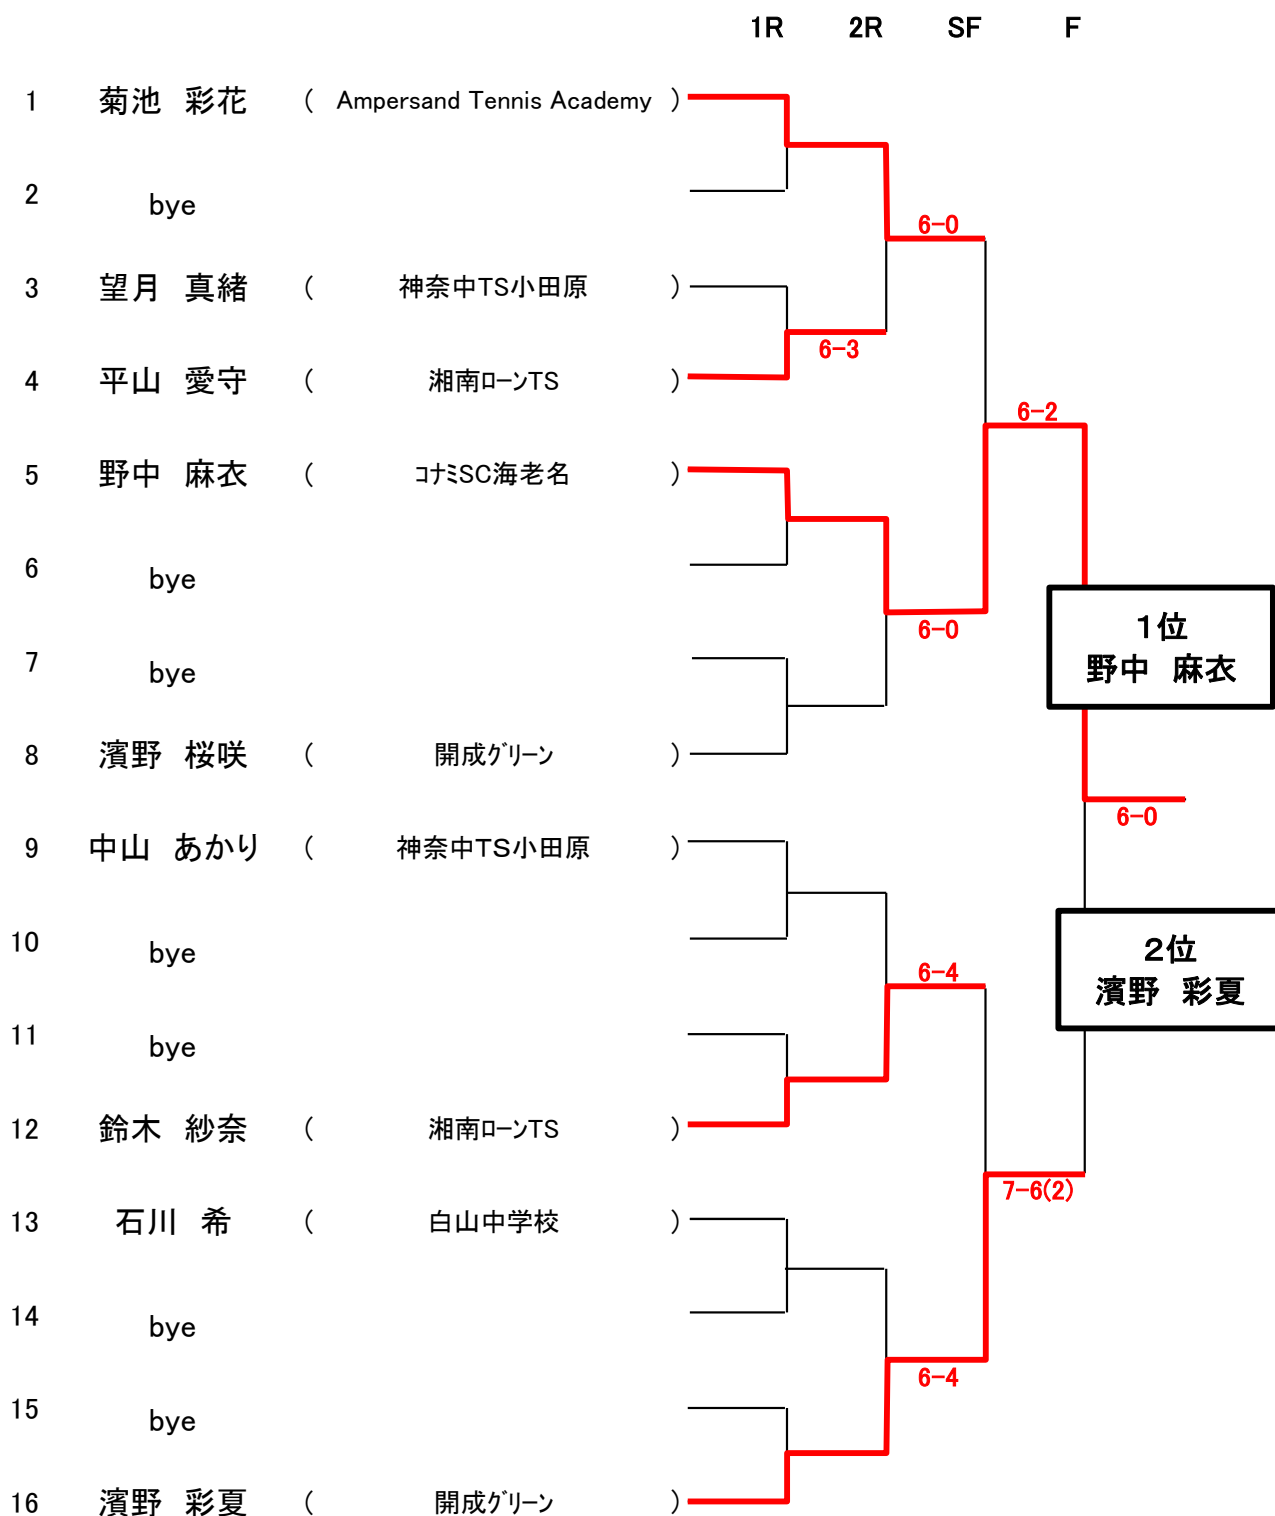 1R 2R SF F
1 菊池 彩花 ( Ampersand Tennis Academy )
2 bye
6-0
3 望月 真緒 ( 神奈中TS小田原 )
6-3
4 平山 愛守 ( 湘南ﾛｰﾝTS )
6-2
5 野中 麻衣 ( ｺﾅﾐSC海老名 )
6 bye
6-0
1位
野中 麻衣
7 bye
8 濱野 桜咲 ( 開成ｸﾞﾘｰﾝ )
6-0
9 中山 あかり ( 神奈中TS小田原 )
10 bye
6-4
2位
濱野 彩夏
11 bye
12 鈴木 紗奈 ( 湘南ﾛｰﾝTS )
7-6(2)
13 石川 希 ( 白山中学校 )
14 bye
6-4
15 bye
16 濱野 彩夏 ( 開成ｸﾞﾘｰﾝ )